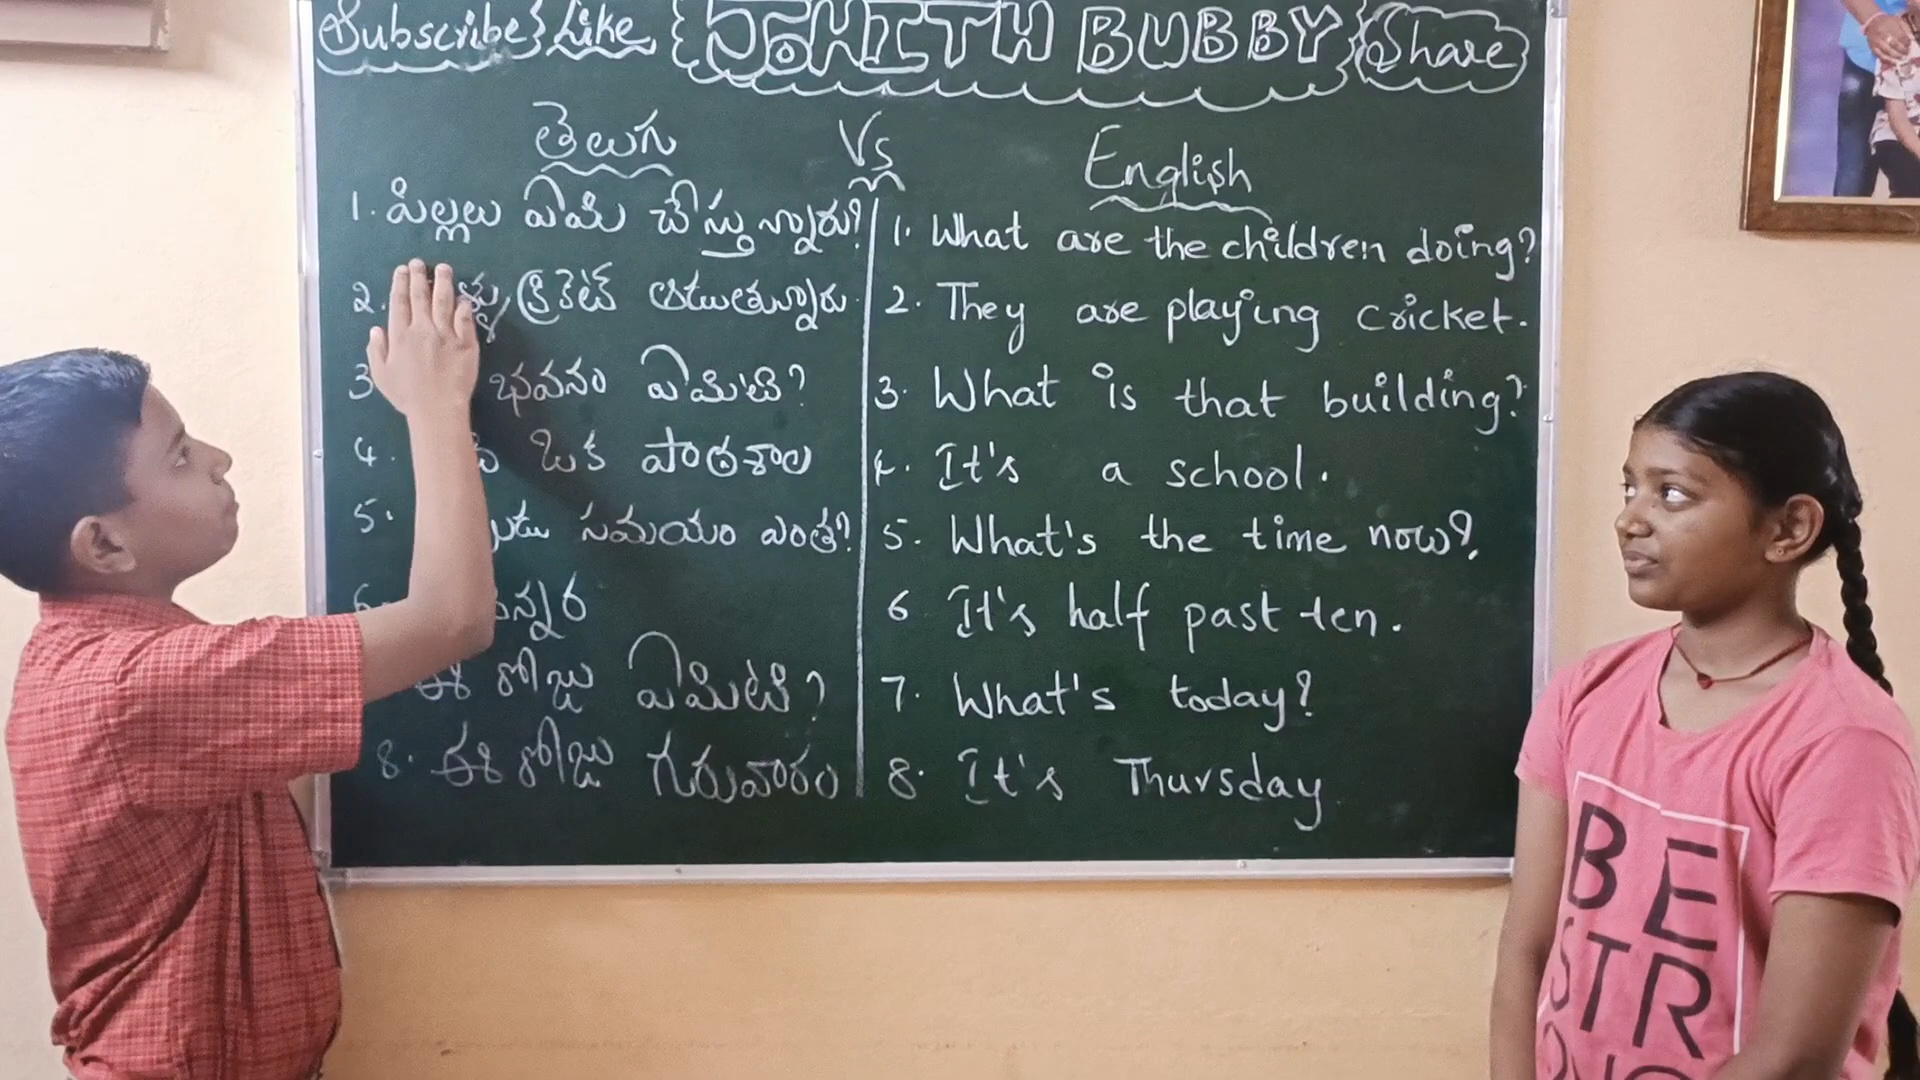 Subscribe Like JOHITH BUBBY Share
తెలుగు Vs English
1. పిల్లలు ఏమి చేస్తున్నారు?
2. క్రికెట్ ఆడుతున్నారు
3 భవనం ఏమిటి?
4. ఒక పాఠశాల
5. సమయం ఎంత?
6
ఈ రోజు ఏమిటి?
8. ఈ రోజు గురువారం
1. What are the children doing?
2. They are playing cricket.
3. What is that building?
4. It's a school.
5. What's the time now?
6 It's half past ten.
7. What's today?
8. It's Thursday
BE
STR